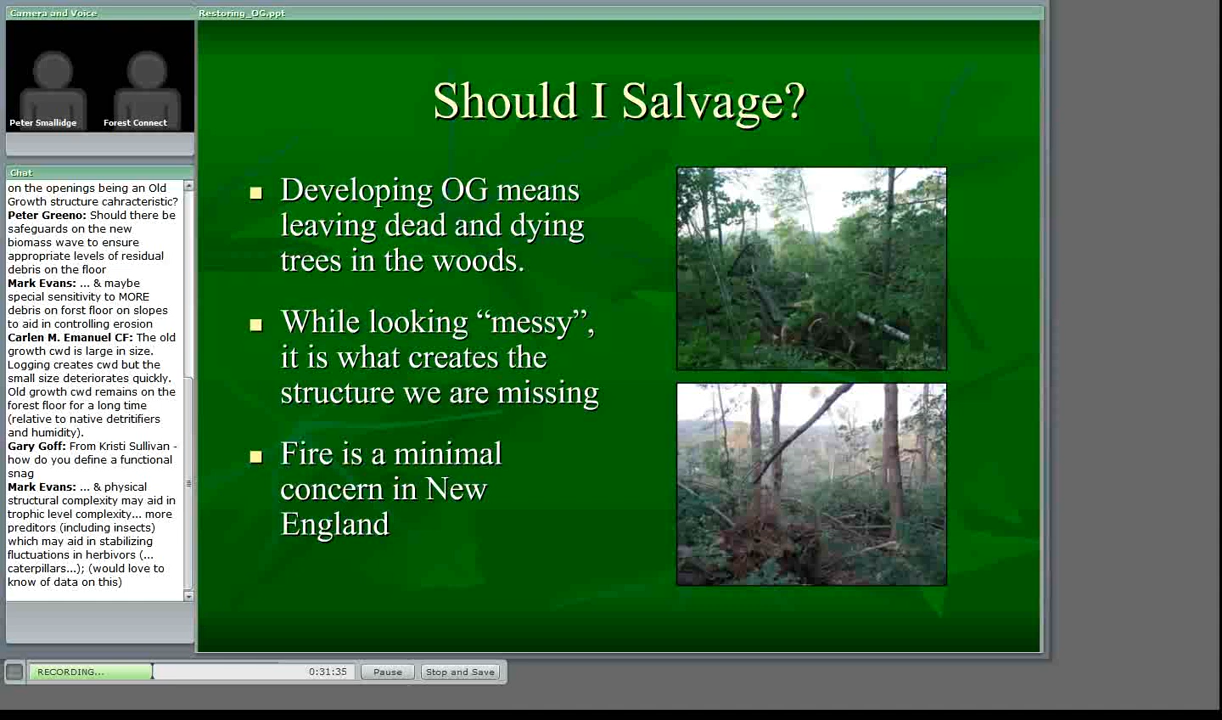 Camera and Voice
Restoring_OG.ppt
Peter Smallidge
Forest Connect
Chat
on the openings being an Old
Growth structure cahracteristic?
Peter Greeno: Should there be
safeguards on the new
biomass wave to ensure
appropriate levels of residual
debris on the floor
Mark Evans: ... & maybe
special sensitivity to MORE
debris on forst floor on slopes
to aid in controlling erosion
Carlen M. Emanuel CF: The old
growth cwd is large in size.
Logging creates cwd but the
small size deteriorates quickly.
Old growth cwd remains on the
forest floor for a long time
(relative to native detritifiers
and humidity).
Gary Goff: From Kristi Sullivan -
how do you define a functional
snag
Mark Evans: ... & physical
structural complexity may aid in
trophic level complexity... more
preditors (including insects)
which may aid in stabilizing
fluctuations in herbivors (...
caterpillars...); (would love to
know of data on this)
Should I Salvage?
Developing OG means
leaving dead and dying
trees in the woods.
While looking “messy”,
it is what creates the
structure we are missing
Fire is a minimal
concern in New
England
RECORDING...
0:31:35
Pause
Stop and Save